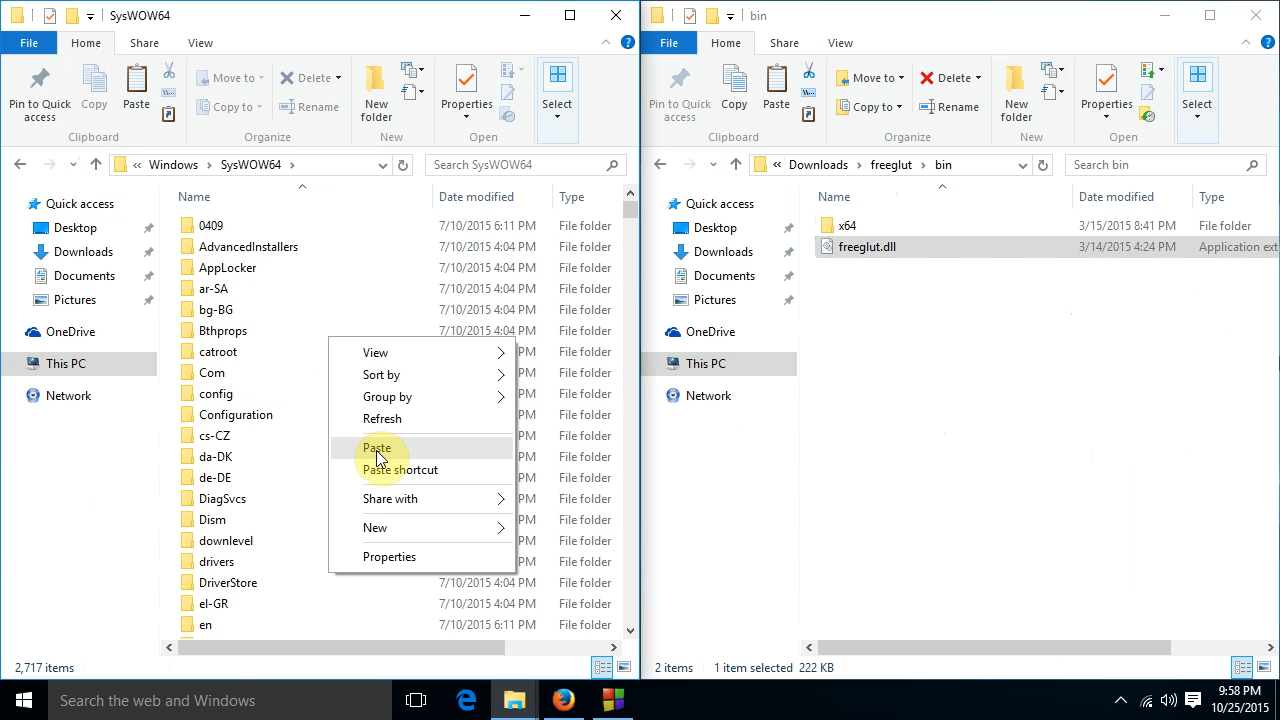 SysWOW64
File Home Share View
Pin to Quick access
Copy
Paste
Clipboard
Move to
Copy to
Delete
Rename
Organize
New folder
New
Properties
Open
Select
« Windows SysWOW64
Search SysWOW64
Quick access
Desktop
Downloads
Documents
Pictures
OneDrive
This PC
Network
Name Date modified Type
0409 7/10/2015 6:11 PM File folder
AdvancedInstallers 7/10/2015 4:04 PM File folder
AppLocker 7/10/2015 4:04 PM File folder
ar-SA 7/10/2015 4:04 PM File folder
bg-BG 7/10/2015 4:04 PM File folder
Bthprops 7/10/2015 4:04 PM File folder
catroot PM File folder
Com PM File folder
config PM File folder
Configuration PM File folder
cs-CZ PM File folder
da-DK PM File folder
de-DE PM File folder
DiagSvcs PM File folder
Dism PM File folder
downlevel PM File folder
drivers PM File folder
DriverStore 7/10/2015 4:04 PM File folder
el-GR 7/10/2015 4:04 PM File folder
en 7/10/2015 6:11 PM File folder
View
Sort by
Group by
Refresh
Paste
Paste shortcut
Share with
New
Properties
2,717 items
bin
File Home Share View
Pin to Quick access
Copy
Paste
Clipboard
Move to
Copy to
Delete
Rename
Organize
New folder
New
Properties
Open
Select
« Downloads freeglut bin
Search bin
Quick access
Desktop
Downloads
Documents
Pictures
OneDrive
This PC
Network
Name Date modified Type
x64 3/15/2015 8:41 PM File folder
freeglut.dll 3/14/2015 4:24 PM Application ext
2 items 1 item selected 222 KB
Search the web and Windows
9:58 PM
10/25/2015